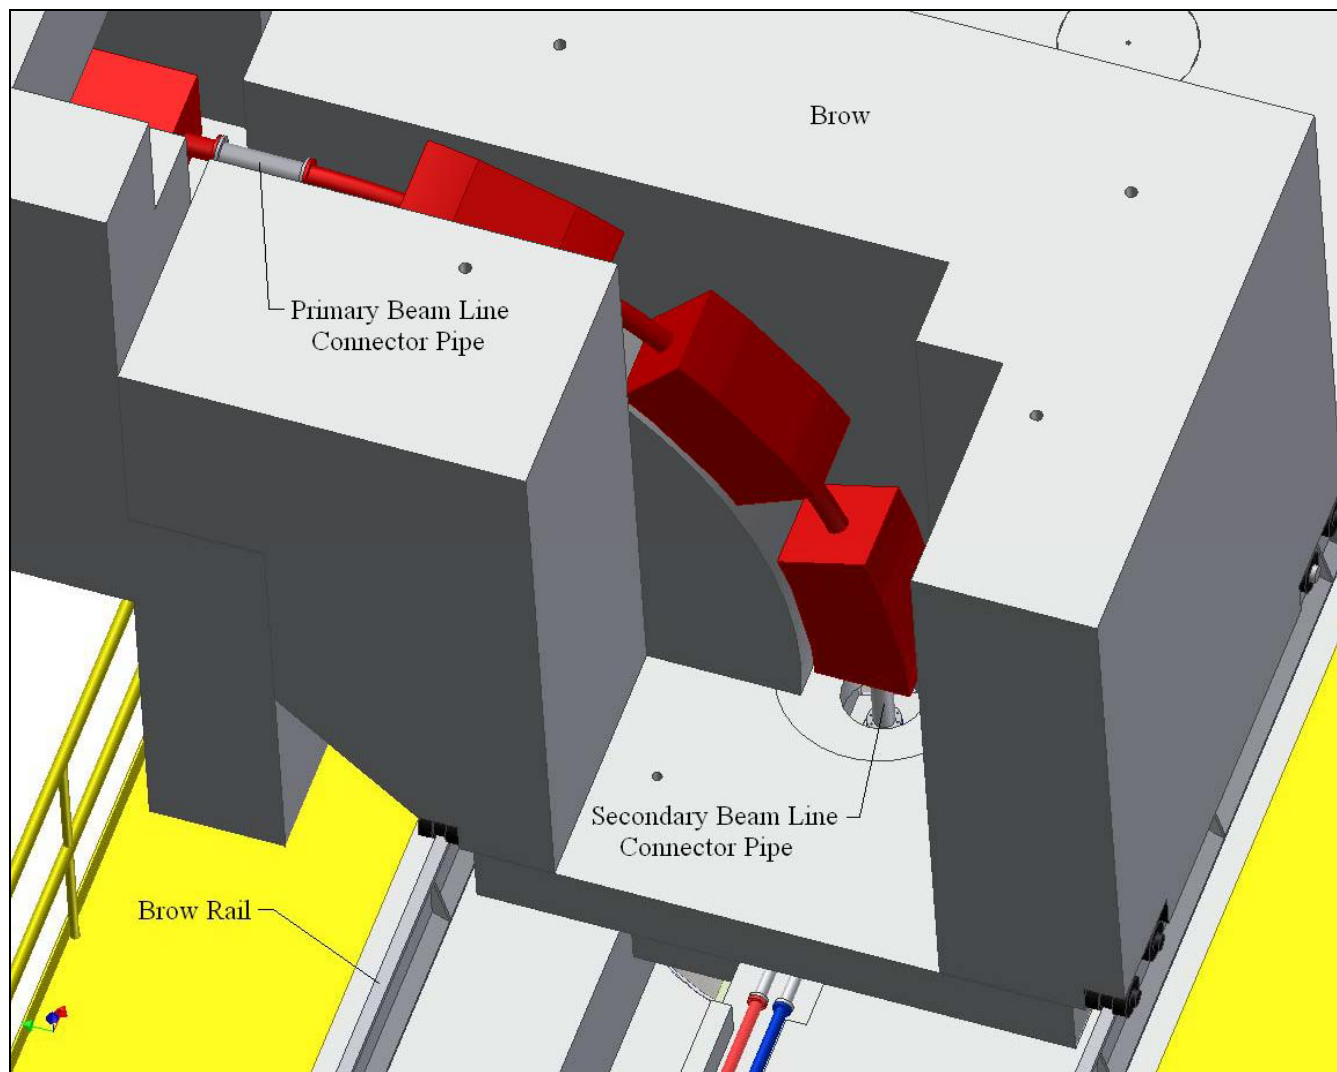 Brow
Primary Beam Line
Connector Pipe
Secondary Beam Line
Connector Pipe
Brow Rail